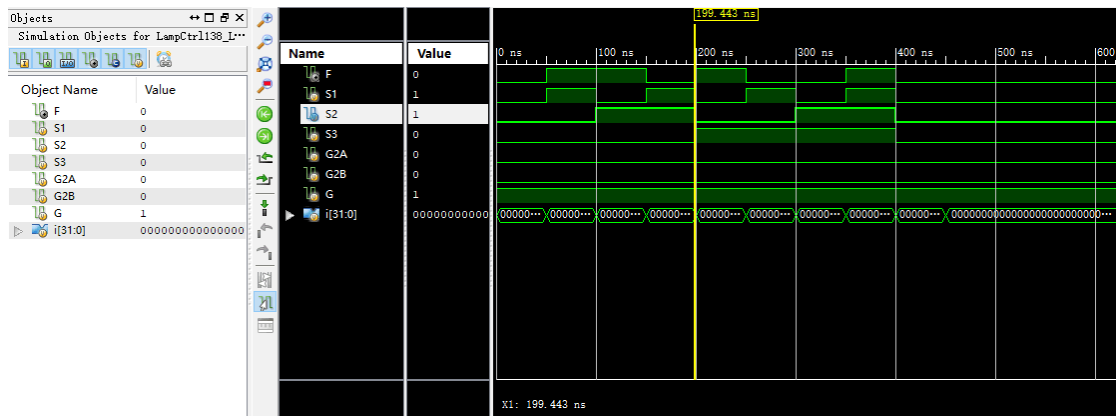 Objects
Simulation Objects for LampCtrl138_L···
Object Name Value
F 0
S1 0
S2 0
S3 0
G2A 0
G2B 0
G 1
i[31:0] 000000000000000
Name Value
F 0
S1 1
S2 1
S3 0
G2A 0
G2B 0
G 1
i[31:0] 00000000000
199.443 ns
0 ns 100 ns 200 ns 300 ns 400 ns 500 ns 600
00000··· 00000··· 00000··· 00000··· 00000··· 00000··· 00000··· 00000··· 00000··· 000000000000000000000000000···
X1: 199.443 ns